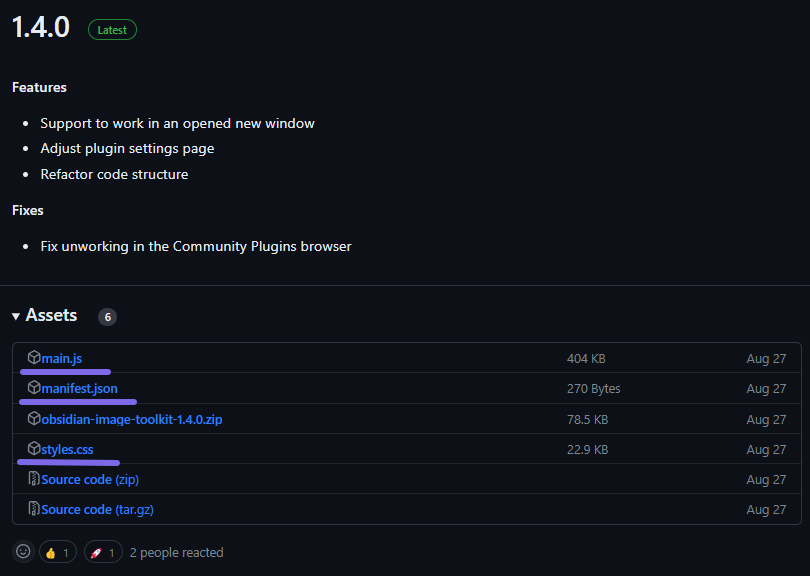 1.4.0 Latest
Features
Support to work in an opened new window
Adjust plugin settings page
Refactor code structure
Fixes
Fix unworking in the Community Plugins browser
Assets 6
main.js 404 KB Aug 27
manifest.json 270 Bytes Aug 27
obsidian-image-toolkit-1.4.0.zip 78.5 KB Aug 27
styles.css 22.9 KB Aug 27
Source code (zip) Aug 27
Source code (tar.gz) Aug 27
👍 1 🚀 1 2 people reacted